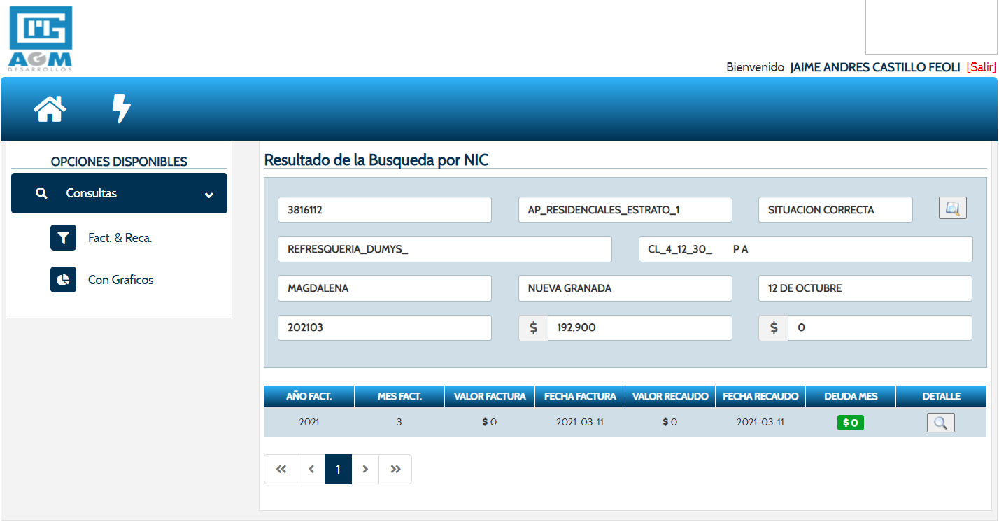 AGM
DESARROLLOS
Bienvenido JAIME ANDRES CASTILLO FEOLI [Salir]
OPCIONES DISPONIBLES
Consultas
Fact. & Reca.
Con Graficos
Resultado de la Busqueda por NIC
3816112 AP_RESIDENCIALES_ESTRATO_1 SITUACION CORRECTA
REFRESQUERIA_DUMYS_ CL_4_12_30_ P A
MAGDALENA NUEVA GRANADA 12 DE OCTUBRE
202103 $ 192,900 $ 0
AÑO FACT. MES FACT. VALOR FACTURA FECHA FACTURA VALOR RECAUDO FECHA RECAUDO DEUDA MES DETALLE
2021 3 $ 0 2021-03-11 $ 0 2021-03-11 $ 0
« ‹ 1 › »